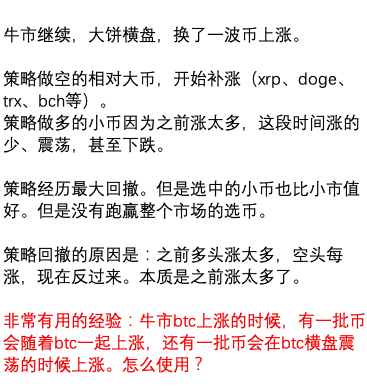 牛市继续，大饼横盘，换了一波币上涨。
策略做空的相对大币，开始补涨（xrp、doge、
trx、bch等）。
策略做多的小币因为之前涨太多，这段时间涨的
少、震荡，甚至下跌。
策略经历最大回撤。但是选中的小币也比小市值
好。但是没有跑赢整个市场的选币。
策略回撤的原因是：之前多头涨太多，空头每
涨，现在反过来。本质是之前涨太多了。
非常有用的经验：牛市btc上涨的时候，有一批币
会随着btc一起上涨，还有一批币会在btc横盘震
荡的时候上涨。怎么使用？